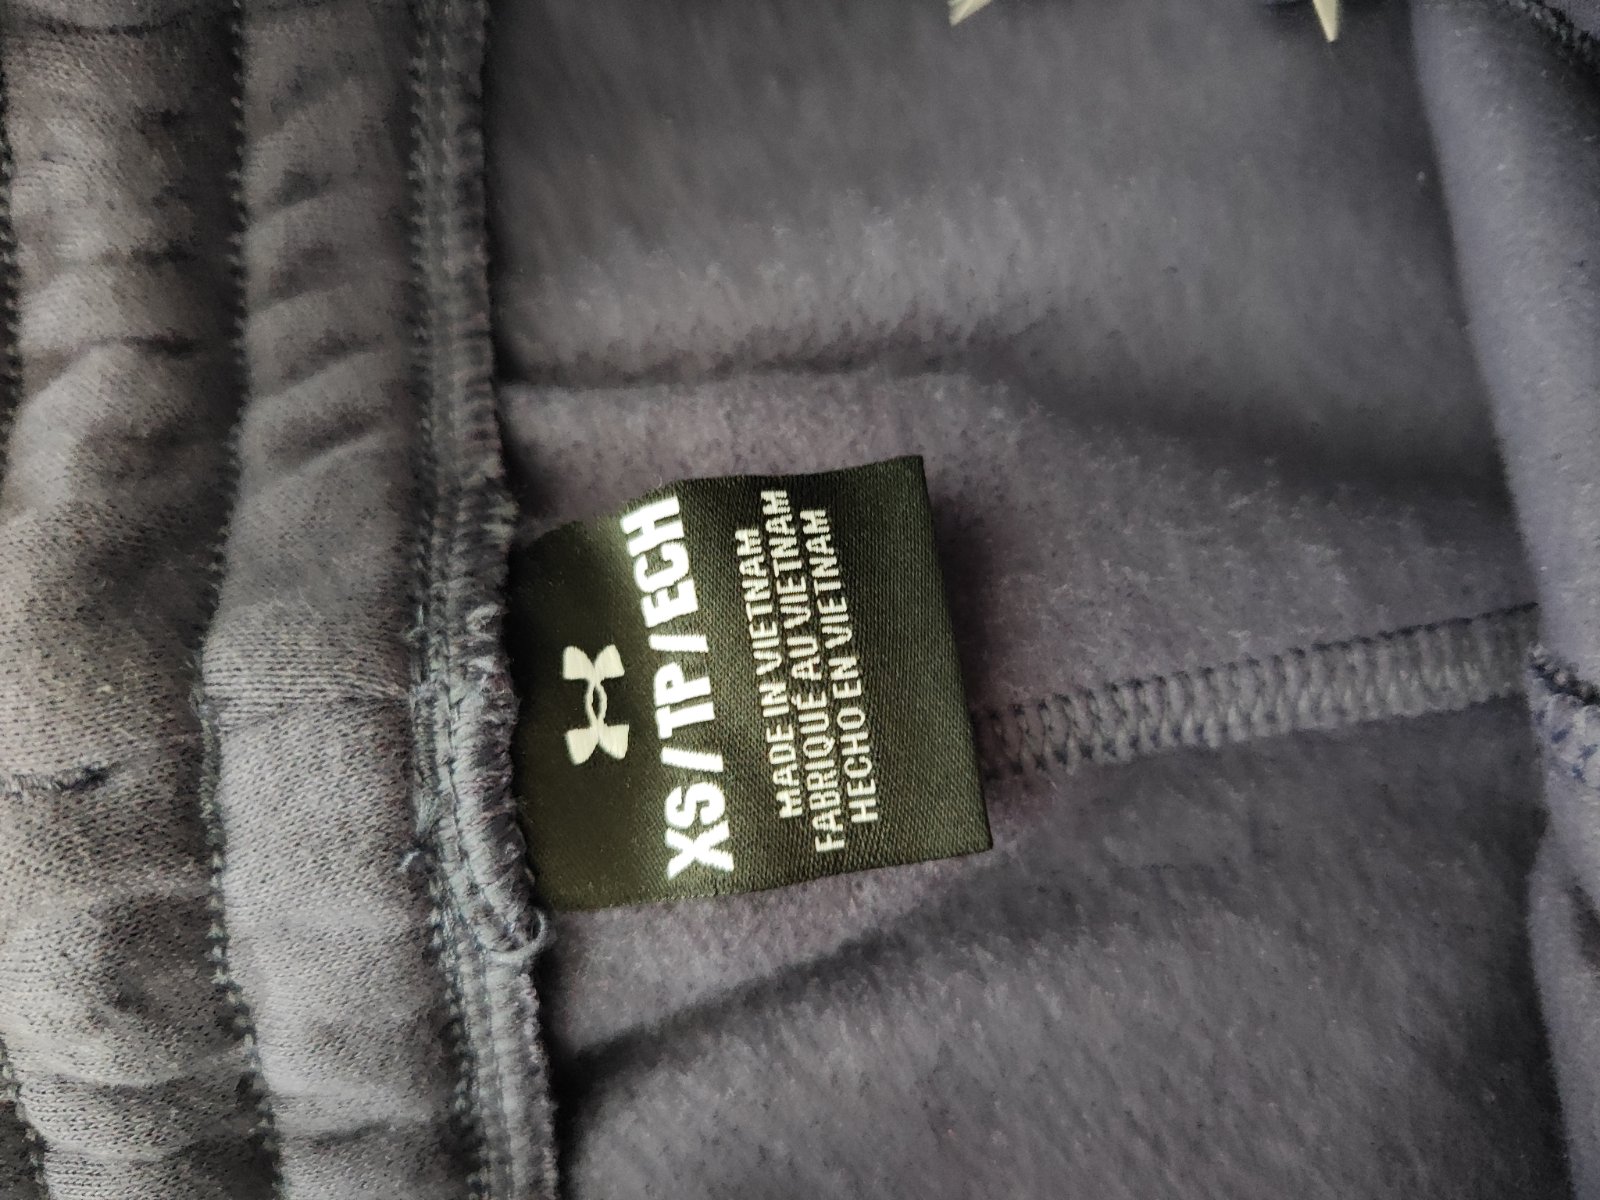 XS/TP/ECH
MADE IN VIETNAM
FABRIQUE AU VIETNAM
HECHO EN VIETNAM